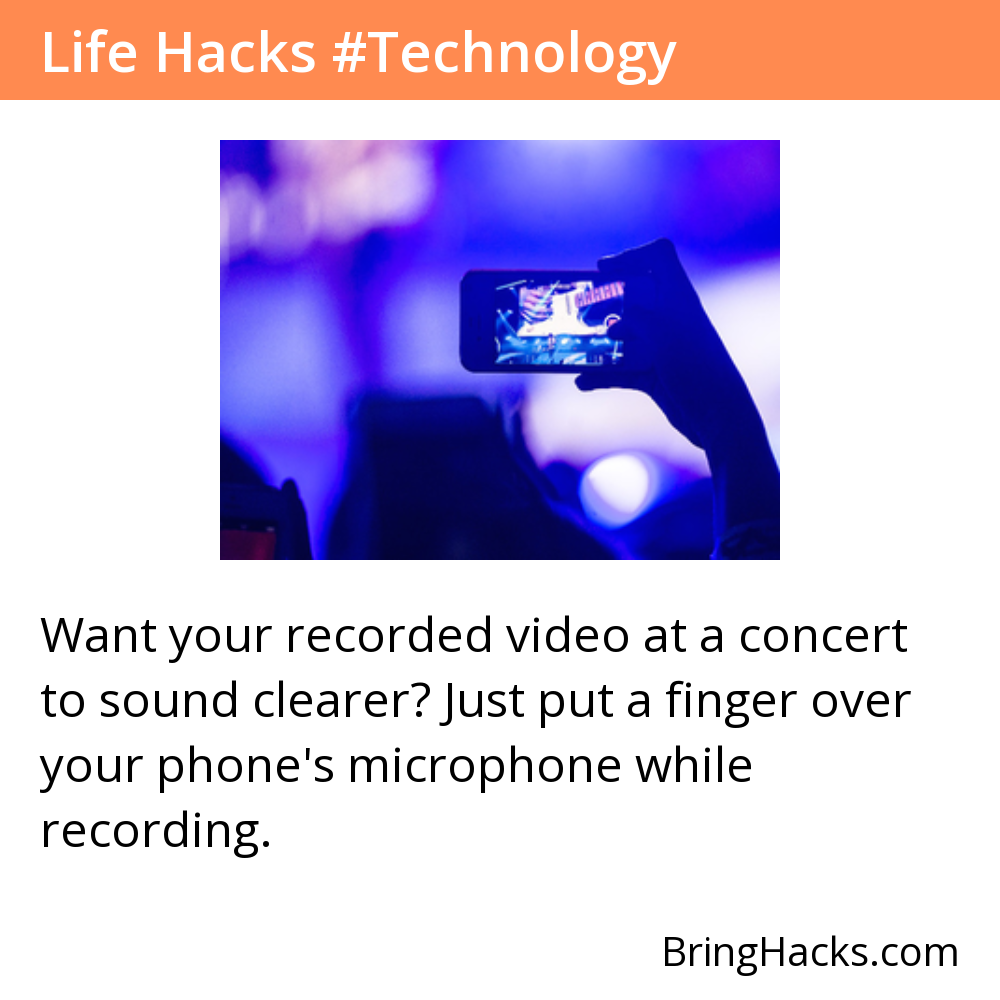 Life Hacks #Technology
Want your recorded video at a concert
to sound clearer? Just put a finger over
your phone's microphone while
recording.
BringHacks.com